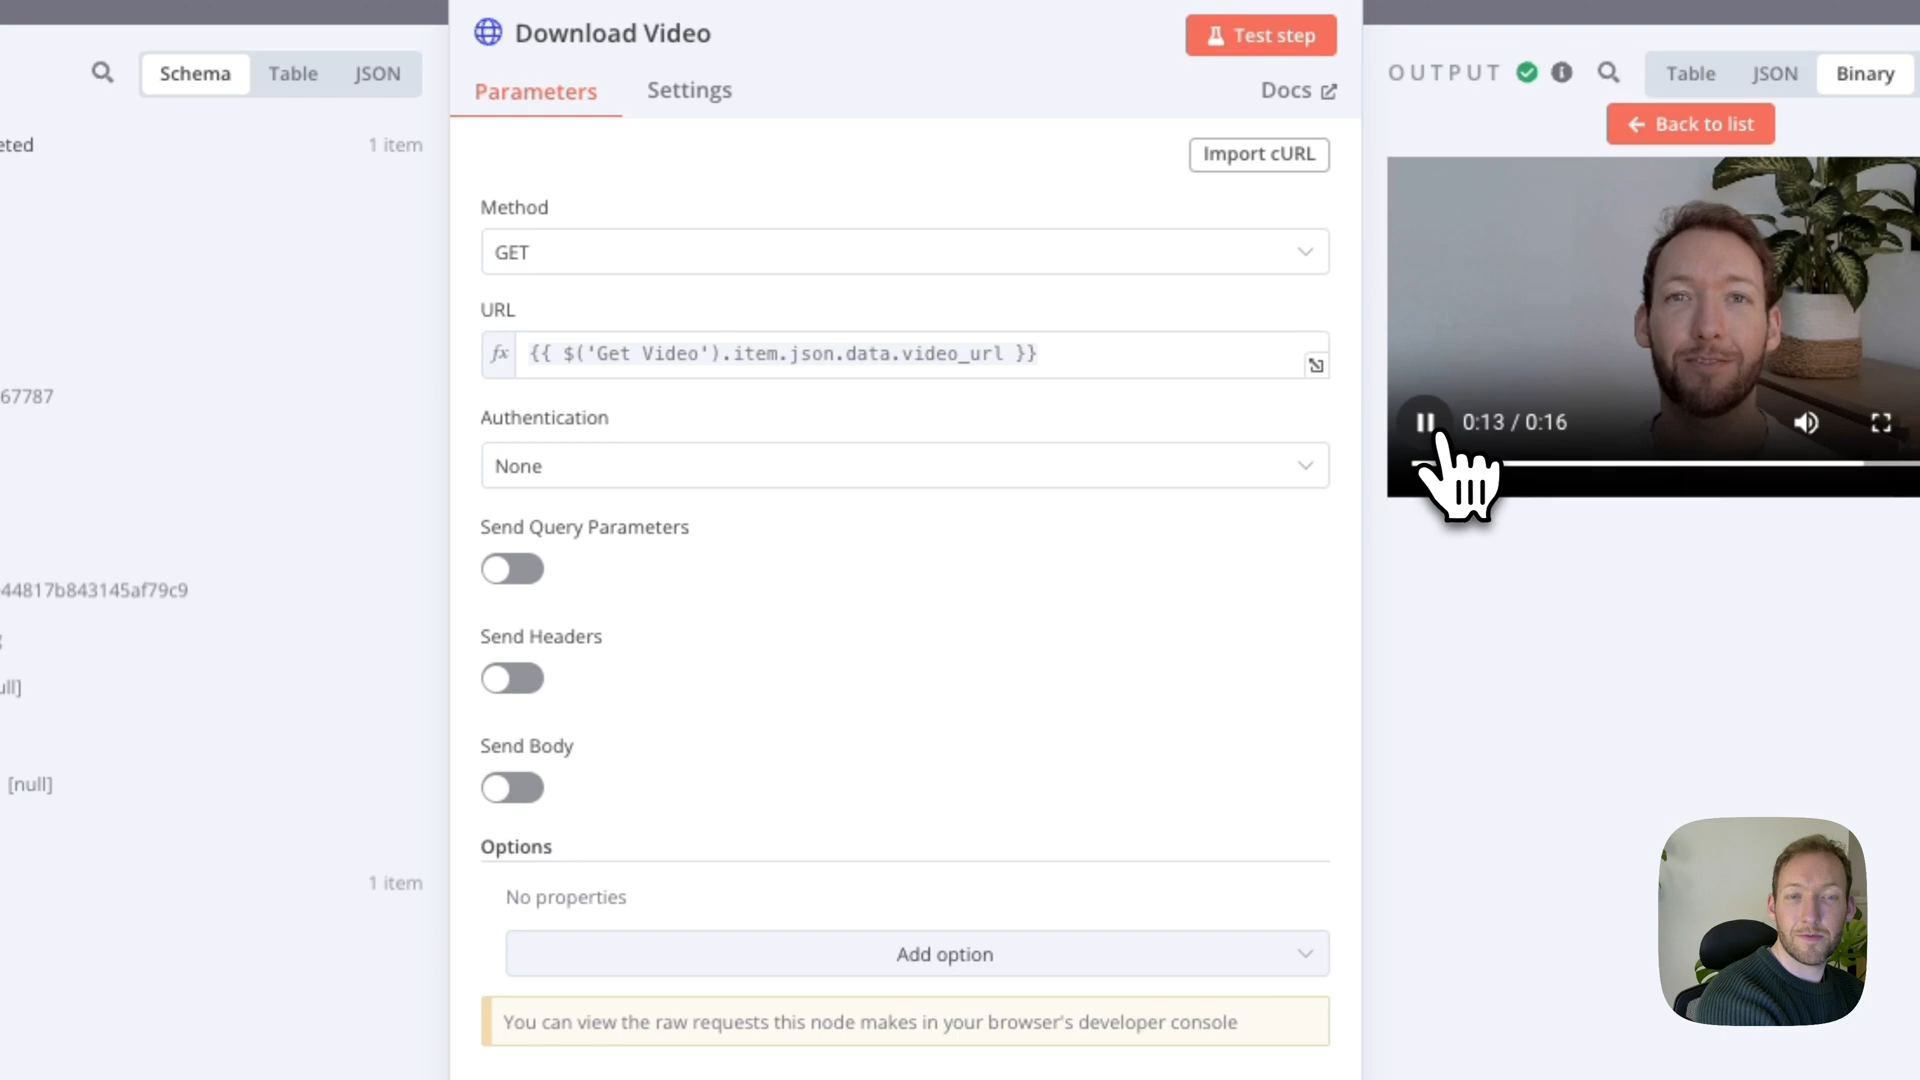 Schema
Table
JSON
eted
1 item
67787
44817b843145af79c9
ull]
[null]
1 item
Download Video
Test step
Parameters
Settings
Docs
Import cURL
Method
GET
URL
fx {{ $('Get Video').item.json.data.video_url }}
Authentication
None
Send Query Parameters
Send Headers
Send Body
Options
No properties
Add option
You can view the raw requests this node makes in your browser's developer console
OUTPUT
Table
JSON
Binary
Back to list
0:13 / 0:16